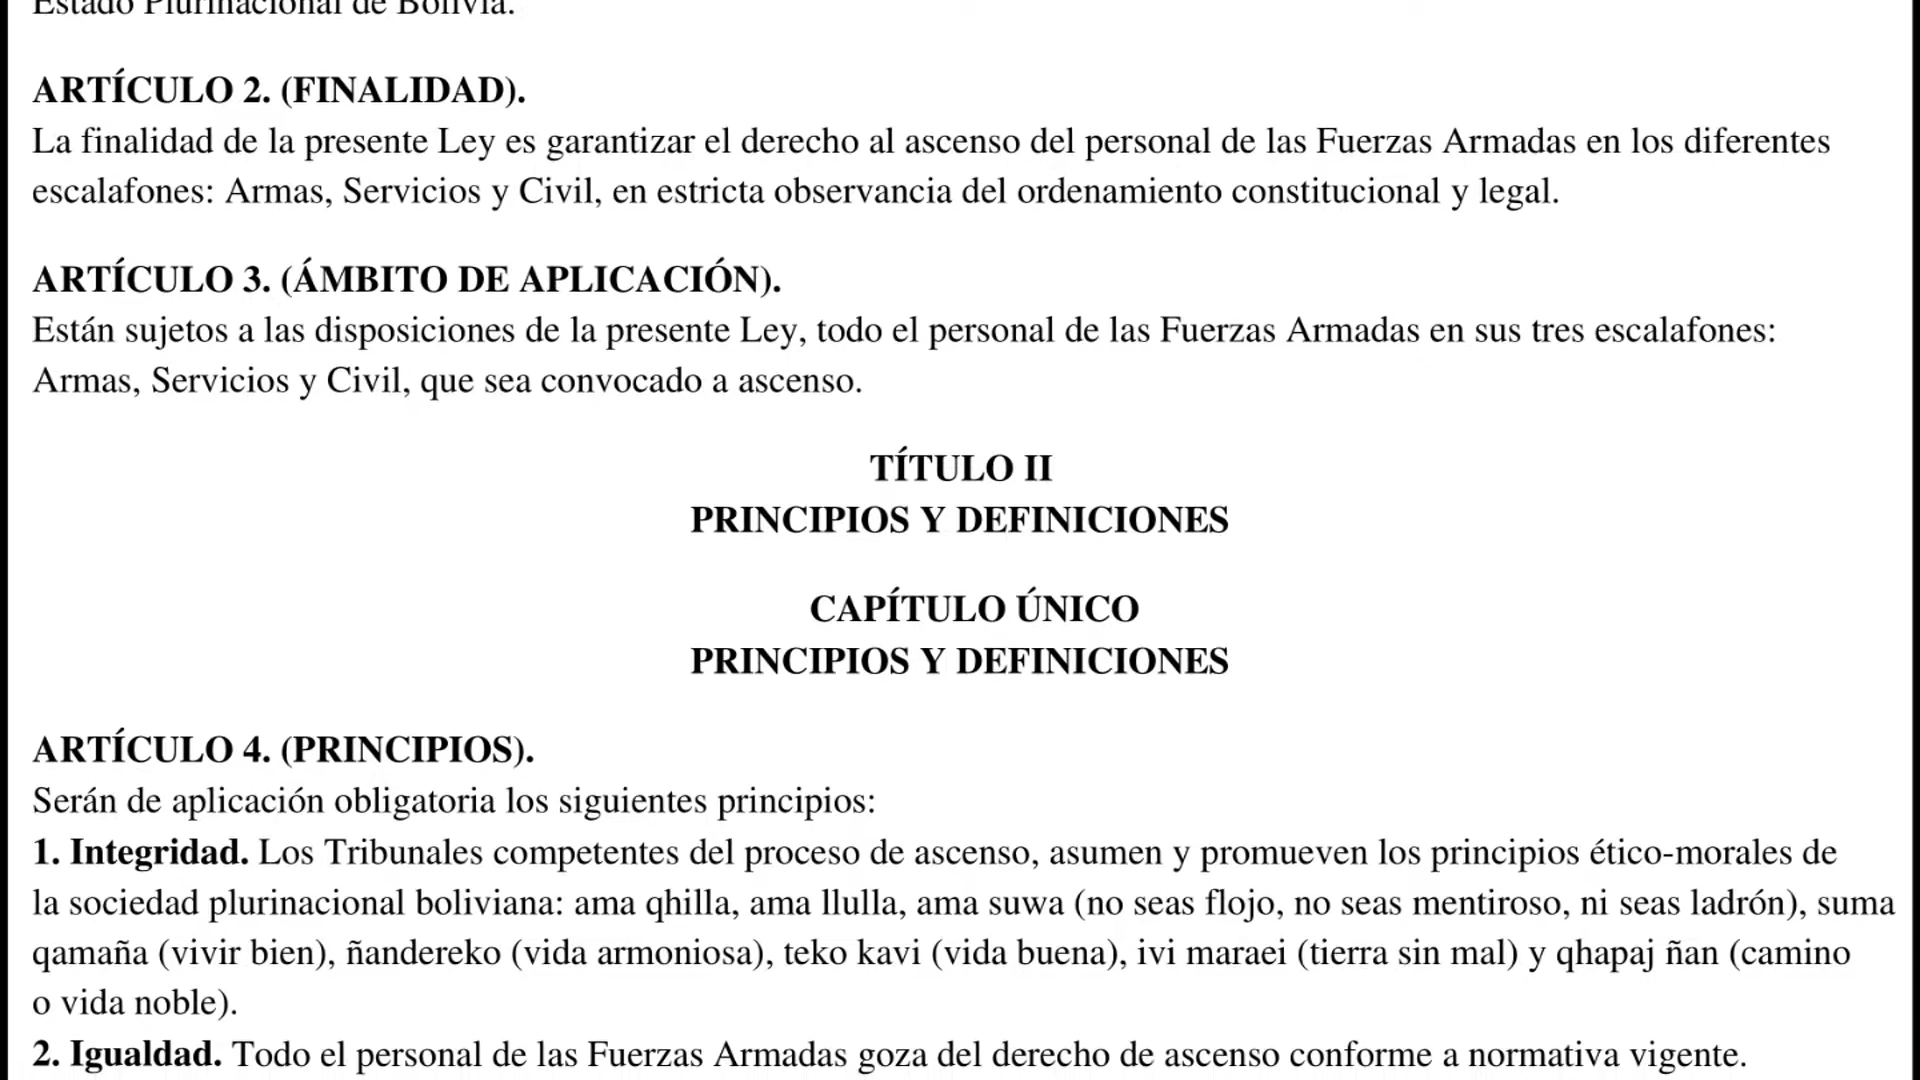 Estado Plurinacional de Bolivia.
ARTÍCULO 2. (FINALIDAD).
La finalidad de la presente Ley es garantizar el derecho al ascenso del personal de las Fuerzas Armadas en los diferentes
escalafones: Armas, Servicios y Civil, en estricta observancia del ordenamiento constitucional y legal.
ARTÍCULO 3. (ÁMBITO DE APLICACIÓN).
Están sujetos a las disposiciones de la presente Ley, todo el personal de las Fuerzas Armadas en sus tres escalafones:
Armas, Servicios y Civil, que sea convocado a ascenso.
TÍTULO II
PRINCIPIOS Y DEFINICIONES
CAPÍTULO ÚNICO
PRINCIPIOS Y DEFINICIONES
ARTÍCULO 4. (PRINCIPIOS).
Serán de aplicación obligatoria los siguientes principios:
1. Integridad. Los Tribunales competentes del proceso de ascenso, asumen y promueven los principios ético-morales de
la sociedad plurinacional boliviana: ama qhilla, ama llulla, ama suwa (no seas flojo, no seas mentiroso, ni seas ladrón), suma
qamaña (vivir bien), ñandereko (vida armoniosa), teko kavi (vida buena), ivi maraei (tierra sin mal) y qhapaj ñan (camino
o vida noble).
2. Igualdad. Todo el personal de las Fuerzas Armadas goza del derecho de ascenso conforme a normativa vigente.